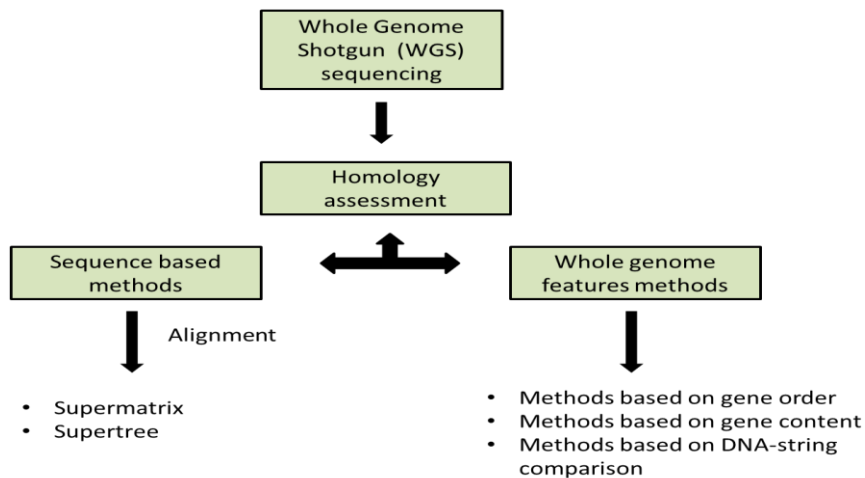 Whole Genome
Shotgun (WGS)
sequencing
Homology
assessment
Sequence based
methods
Whole genome
features methods
Alignment
• Supermatrix
• Supertree
• Methods based on gene order
• Methods based on gene content
• Methods based on DNA-string
comparison